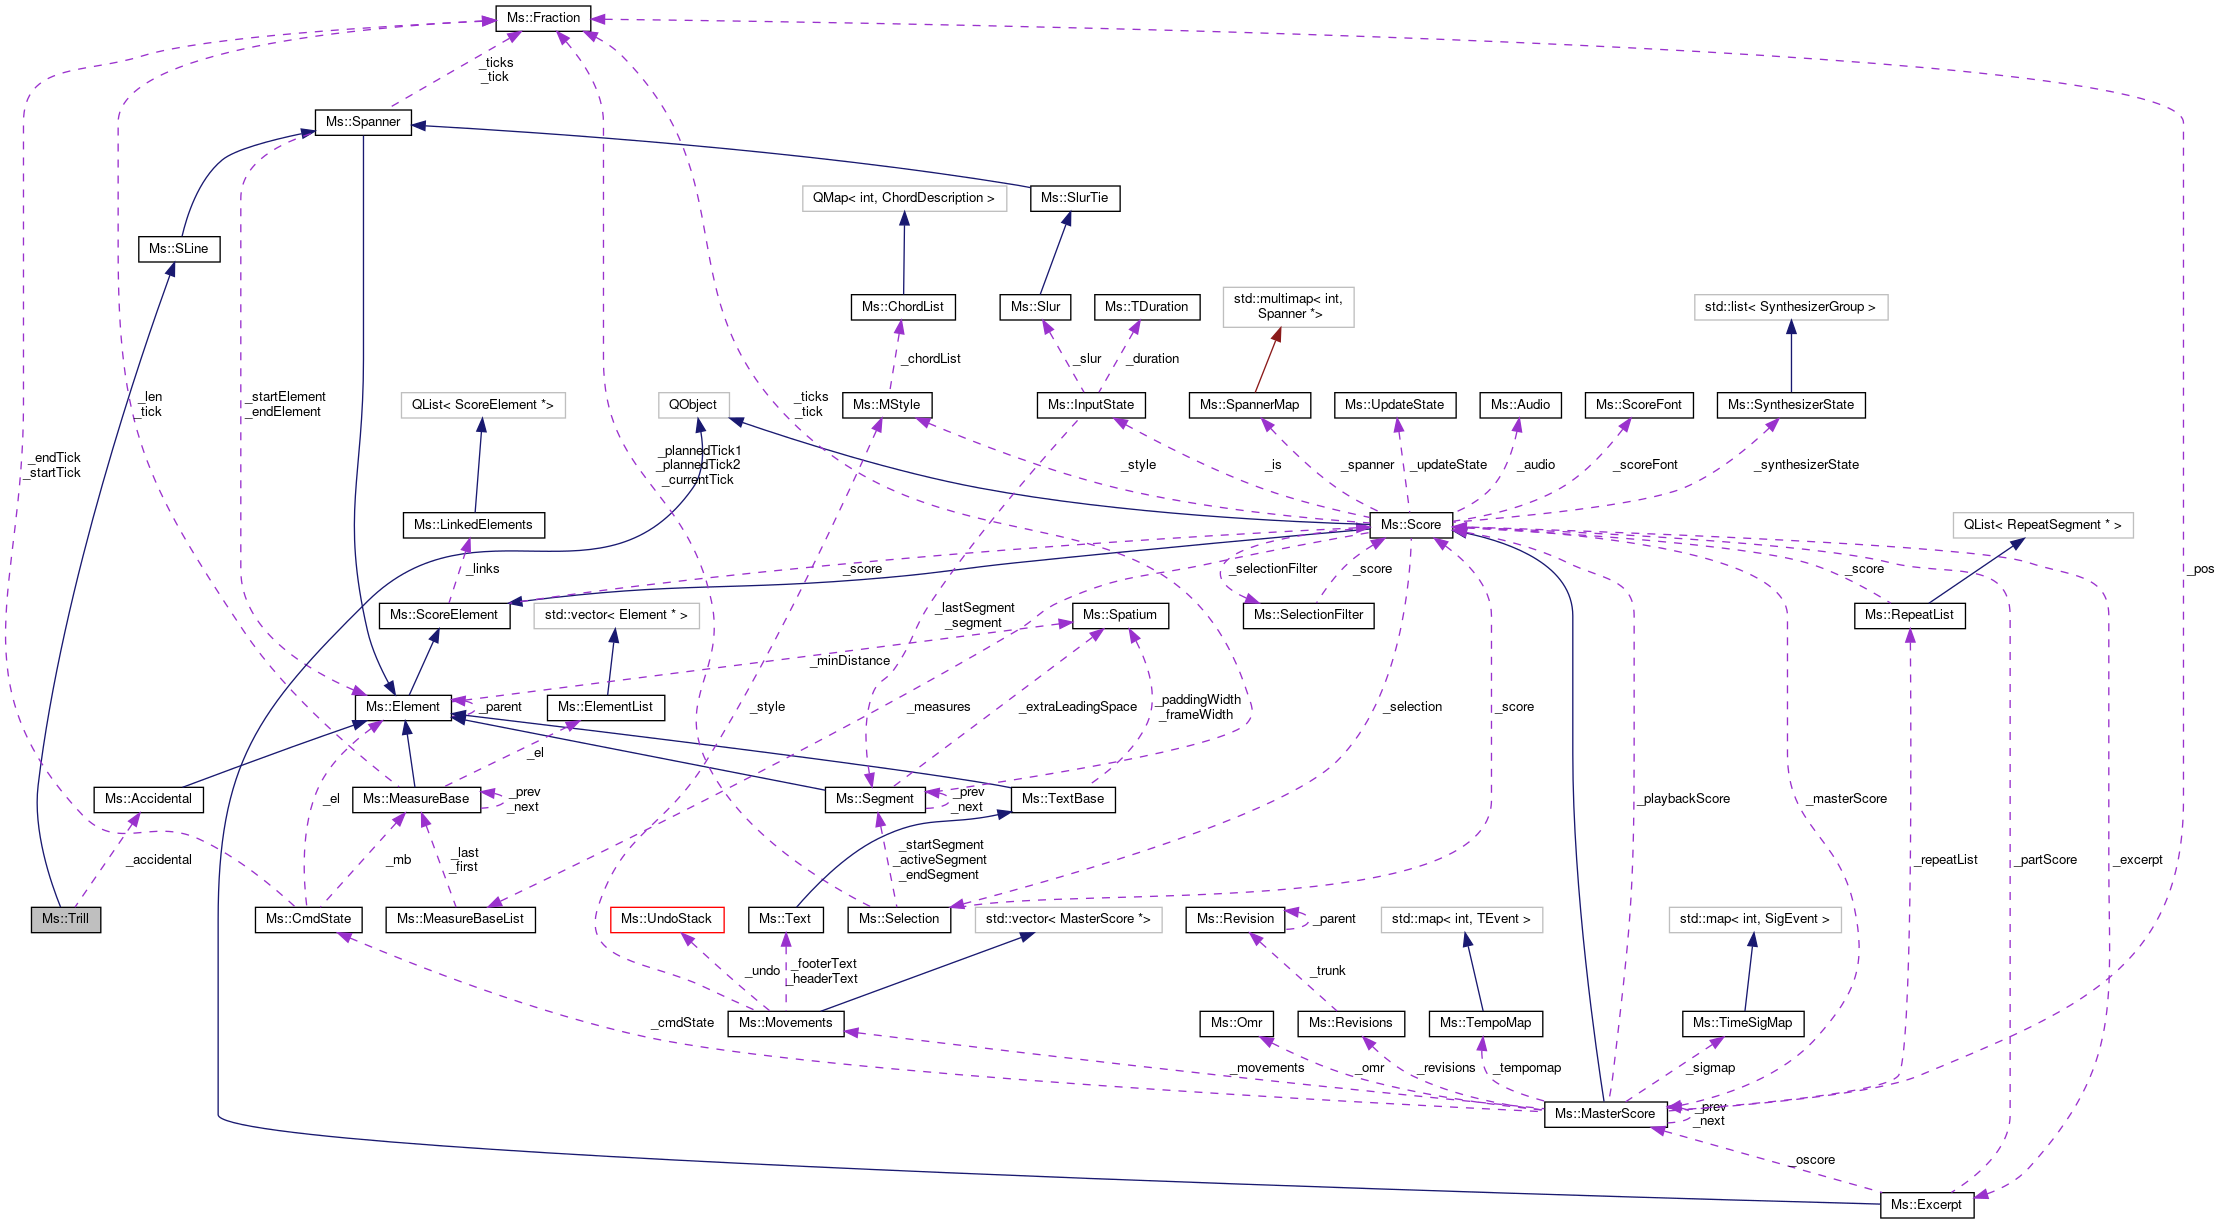 Ms::Fraction
_ticks
_tick
Ms::Spanner
QMap< int, ChordDescription >
Ms::SlurTie
Ms::SLine
Ms::ChordList
Ms::Slur
Ms::TDuration
std::multimap< int,
Spanner *>
std::list< SynthesizerGroup >
_chordList
_slur
_duration
_len
_tick
_startElement
_endElement
QList< ScoreElement *>
QObject
_ticks
_tick
Ms::MStyle
Ms::InputState
Ms::SpannerMap
Ms::UpdateState
Ms::Audio
Ms::ScoreFont
Ms::SynthesizerState
_endTick
_startTick
_plannedTick1
_plannedTick2
_currentTick
_style
_is
_spanner
_updateState
_audio
_scoreFont
_synthesizerState
Ms::LinkedElements
Ms::Score
QList< RepeatSegment * >
_links
_score
_selectionFilter
_score
_score
_pos
Ms::ScoreElement
std::vector< Element * >
_lastSegment
_segment
Ms::Spatium
Ms::SelectionFilter
Ms::RepeatList
_minDistance
Ms::Element
_parent
Ms::ElementList
_style
_measures
_extraLeadingSpace
_paddingWidth
_frameWidth
_selection
_score
_el
Ms::Accidental
_el
Ms::MeasureBase
_prev
_next
Ms::Segment
_prev
_next
Ms::TextBase
_playbackScore
_masterScore
_accidental
_mb
_last
_first
_startSegment
_activeSegment
_endSegment
_repeatList
_partScore
_excerpt
Ms::Trill
Ms::CmdState
Ms::MeasureBaseList
Ms::UndoStack
Ms::Text
Ms::Selection
std::vector< MasterScore *>
Ms::Revision
_parent
std::map< int, TEvent >
std::map< int, SigEvent >
_undo
_footerText
_headerText
_trunk
_cmdState
Ms::Movements
Ms::Omr
Ms::Revisions
Ms::TempoMap
Ms::TimeSigMap
_movements
_omr
_revisions
_tempomap
_sigmap
Ms::MasterScore
_prev
_next
_oscore
Ms::Excerpt